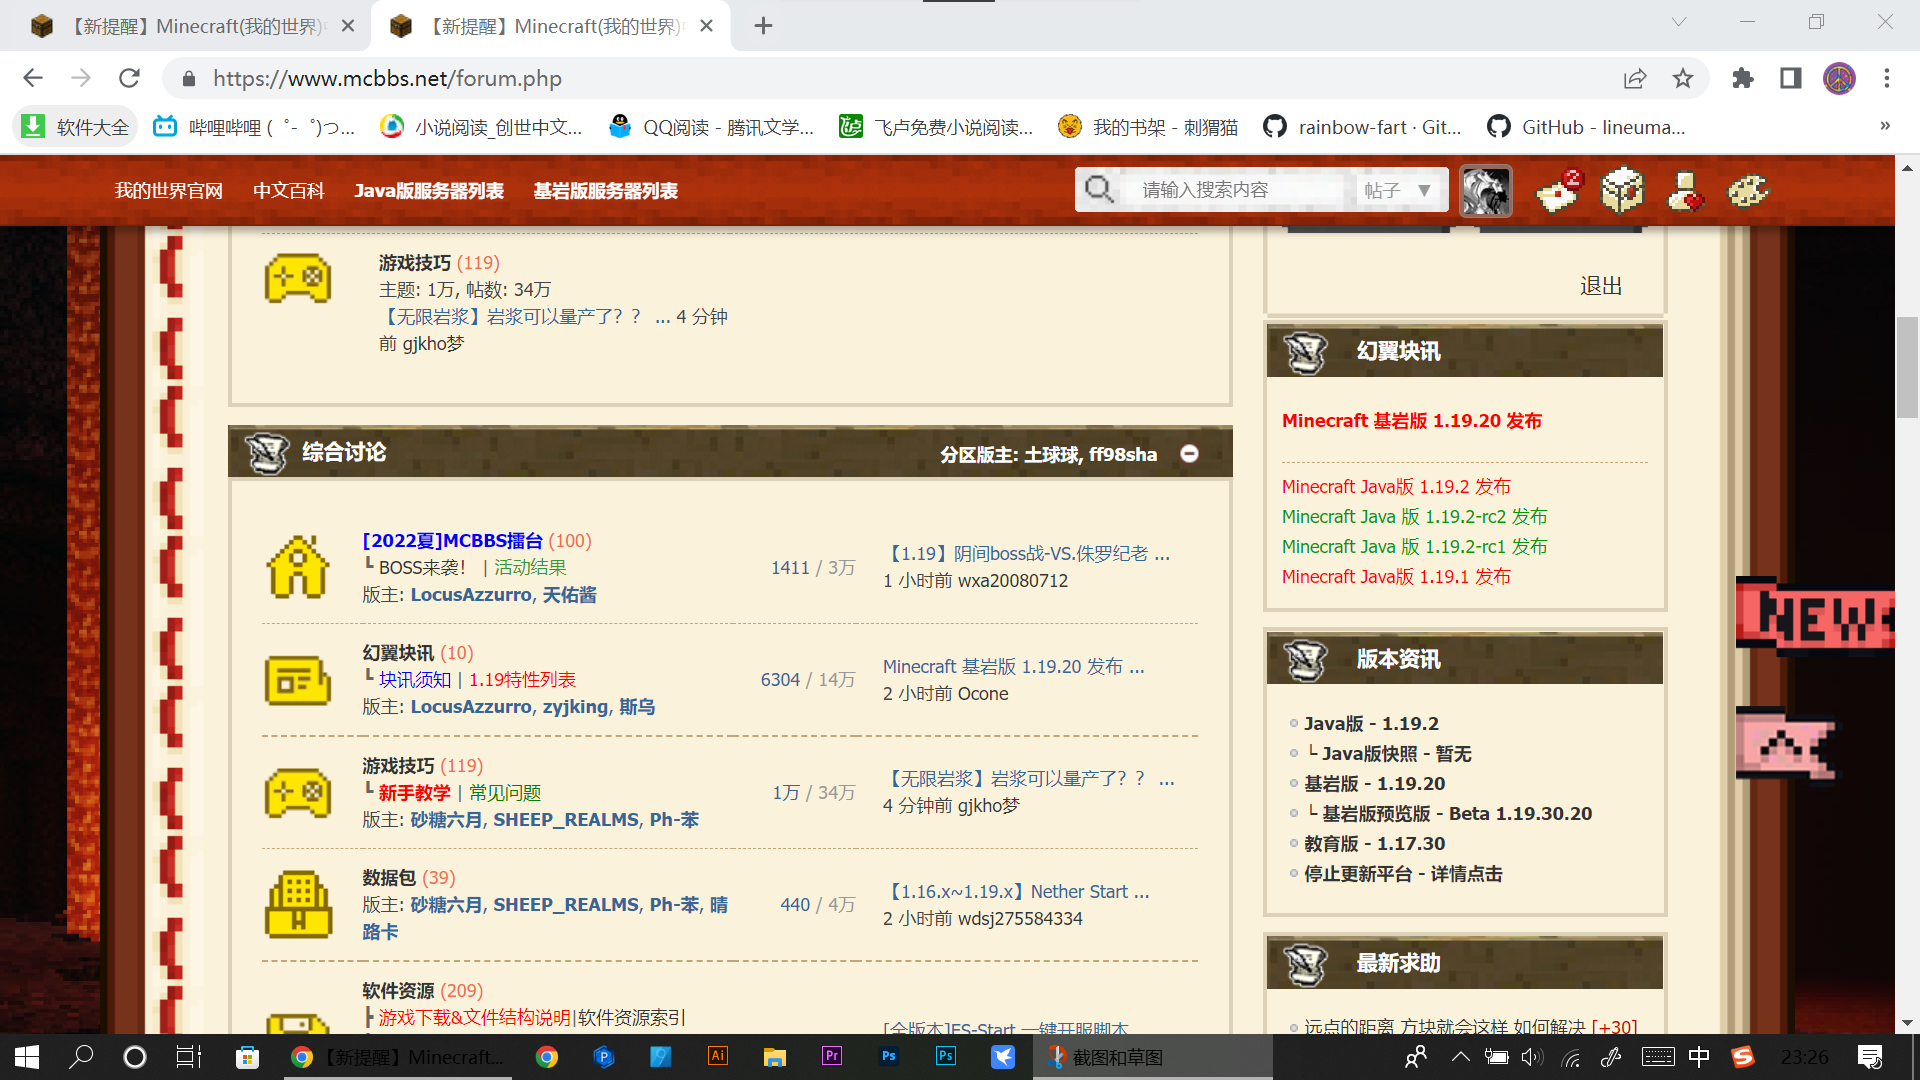 【新提醒】Minecraft(我的世界)
【新提醒】Minecraft(我的世界)
https://www.mcbbs.net/forum.php
软件大全
哔哩哔哩 (゜-゜)つ...
小说阅读_创世中文...
QQ阅读 - 腾讯文学...
飞卢免费小说阅读...
我的书架 - 刺猬猫
rainbow-fart · Git...
GitHub - lineuma...
»
我的世界官网
中文百科
Java版服务器列表
基岩版服务器列表
请输入搜索内容
帖子
2
游戏技巧 (119)
主题: 1万, 帖数: 34万
【无限岩浆】岩浆可以量产了？？ ... 4 分钟
前 gjkho梦
综合讨论
分区版主: 土球球, ff98sha
[2022夏]MCBBS擂台 (100)
┗ BOSS来袭! | 活动结果
版主: LocusAzzurro, 天佑酱
1411 / 3万
【1.19】阴间boss战-VS.侏罗纪老 ...
1 小时前 wxa20080712
幻翼块讯 (10)
┗ 块讯须知 | 1.19特性列表
版主: LocusAzzurro, zyjking, 斯乌
6304 / 14万
Minecraft 基岩版 1.19.20 发布 ...
2 小时前 Ocone
游戏技巧 (119)
┗ 新手教学 | 常见问题
版主: 砂糖六月, SHEEP_REALMS, Ph-苯
1万 / 34万
【无限岩浆】岩浆可以量产了？？ ...
4 分钟前 gjkho梦
数据包 (39)
版主: 砂糖六月, SHEEP_REALMS, Ph-苯, 晴
路卡
440 / 4万
【1.16.x~1.19.x】Nether Start ...
2 小时前 wdsj275584334
软件资源 (209)
┣ 游戏下载&文件结构说明|软件资源索引
[全版本]ES-Start 一键开服脚本
退出
幻翼块讯
Minecraft 基岩版 1.19.20 发布
Minecraft Java版 1.19.2 发布
Minecraft Java 版 1.19.2-rc2 发布
Minecraft Java 版 1.19.2-rc1 发布
Minecraft Java版 1.19.1 发布
版本资讯
Java版 - 1.19.2
└ Java版快照 - 暂无
基岩版 - 1.19.20
└ 基岩版预览版 - Beta 1.19.30.20
教育版 - 1.17.30
停止更新平台 - 详情点击
最新求助
远点的距离 方块就会这样 如何解决 [+30]
NEW
【新提醒】Minecraft...
Ai
Pr
Ps
Ps
截图和草图
中
23:26